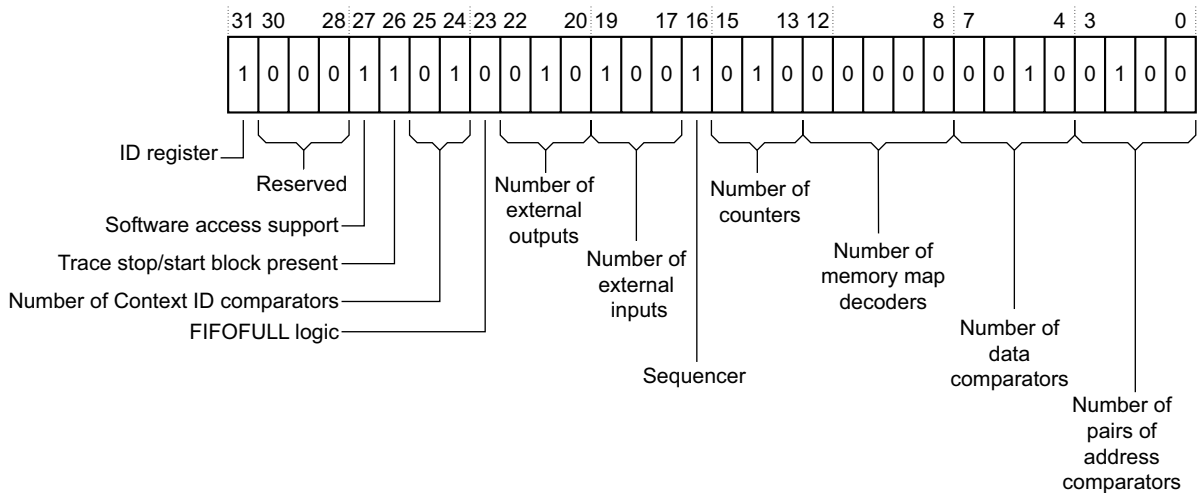 31 30 28 27 26 25 24 23 22 20 19 17 16 15 13 12 8 7 4 3 0
1 0 0 0 1 1 0 1 0 0 1 0 1 0 0 1 0 1 0 0 0 0 0 0 0 0 1 0 0 1 0 0
ID register
Reserved
Software access support
Trace stop/start block present
Number of Context ID comparators
FIFOFULL logic
Number of
external
outputs
Number of
external
inputs
Sequencer
Number of
counters
Number of
memory map
decoders
Number of
data
comparators
Number of
pairs of
address
comparators